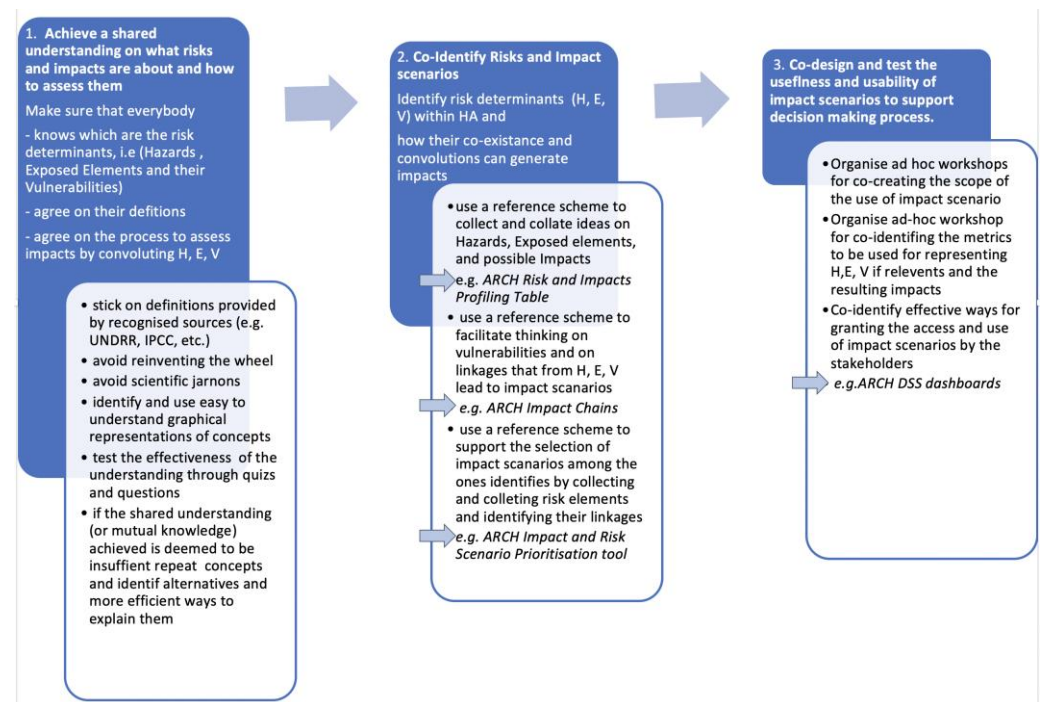 1. Achieve a shared
understanding on what risks
and impacts are about and how
to assess them
Make sure that everybody
- knows which are the risk
determinants, i.e (Hazards ,
Exposed Elements and their
Vulnerabilities)
- agree on their defitions
- agree on the process to assess
impacts by convoluting H, E, V
• stick on definitions provided
by recognised sources (e.g.
UNDRR, IPCC, etc.)
• avoid reinventing the wheel
• avoid scientific jarnons
• identify and use easy to
understand graphical
representations of concepts
• test the effectiveness of the
understanding through quizs
and questions
• if the shared understanding
(or mutual knowledge)
achieved is deemed to be
insufficient repeat concepts
and identif alternatives and
more efficient ways to
explain them
2. Co-Identify Risks and Impact
scenarios
Identify risk determinants (H, E,
V) within HA and
how their co-existance and
convolutions can generate
impacts
• use a reference scheme to
collect and collate ideas on
Hazards, Exposed elements,
and possible Impacts
e.g. ARCH Risk and Impacts
Profiling Table
• use a reference scheme to
facilitate thinking on
vulnerabilities and on
linkages that from H, E, V
lead to impact scanarios
• e.g. ARCH Impact Chains
• use a reference scheme to
support the selection of
impact scanarios among the
ones identifies by collecting
and colleting risk elements
and identifying their linkages
• e.g. ARCH Impact and Risk
Scenario Prioritisation tool
3. Co-design and test the
useflness and usability of
impact scenarios to support
decision making process.
• Organise ad hoc workshops
for co-creating the scope of
the use of impact scenario
• Organise ad-hoc workshop
for co-identifing the metrics
to be used for representing
H,E, V if relevents and the
resulting impacts
• Co-identify effective ways for
granting the access and use
of impact scenarios by the
stakeholders
• e.g.ARCH DSS dashboards